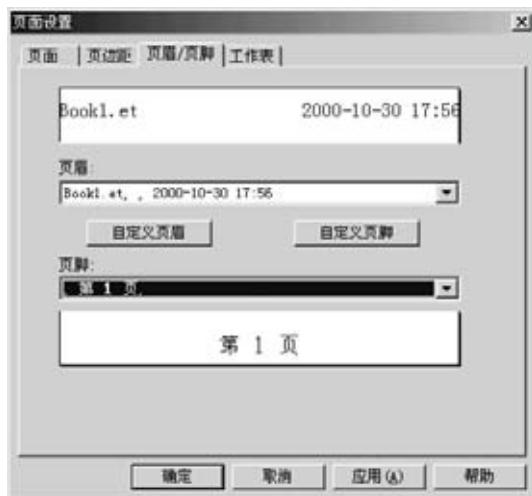 页面设置
页面 页边距 页眉/页脚 工作表
Book1.et 2000-10-30 17:56
页眉:
Book1.et, , 2000-10-30 17:56
自定义页眉 自定义页脚
页脚:
第 1 页
第 1 页
确定 取消 应用(A) 帮助